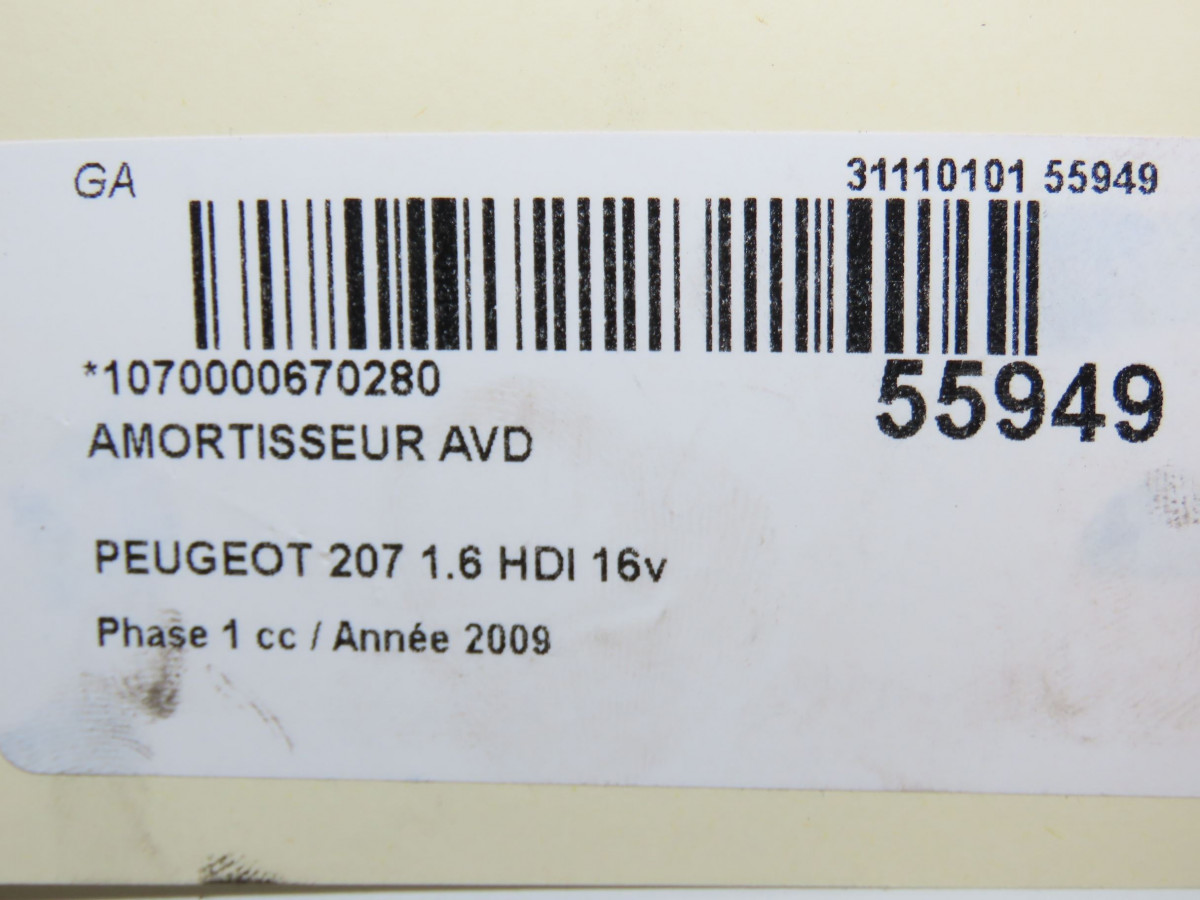 GA
31110101 55949
*1070000670280
55949
AMORTISSEUR AVD
PEUGEOT 207 1.6 HDI 16v
Phase 1 cc / Année 2009